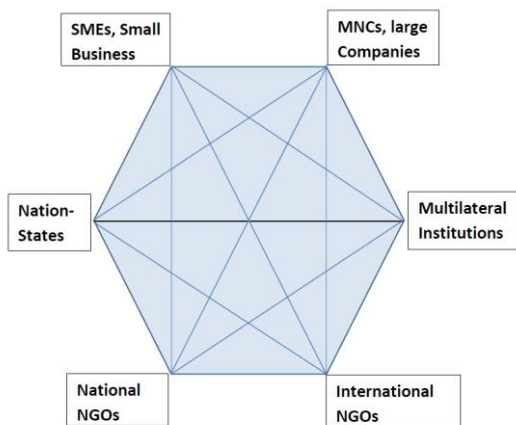 SMEs, Small
Business
MNCs, large
Companies
Nation-
States
Multilateral
Institutions
National
NGOs
International
NGOs